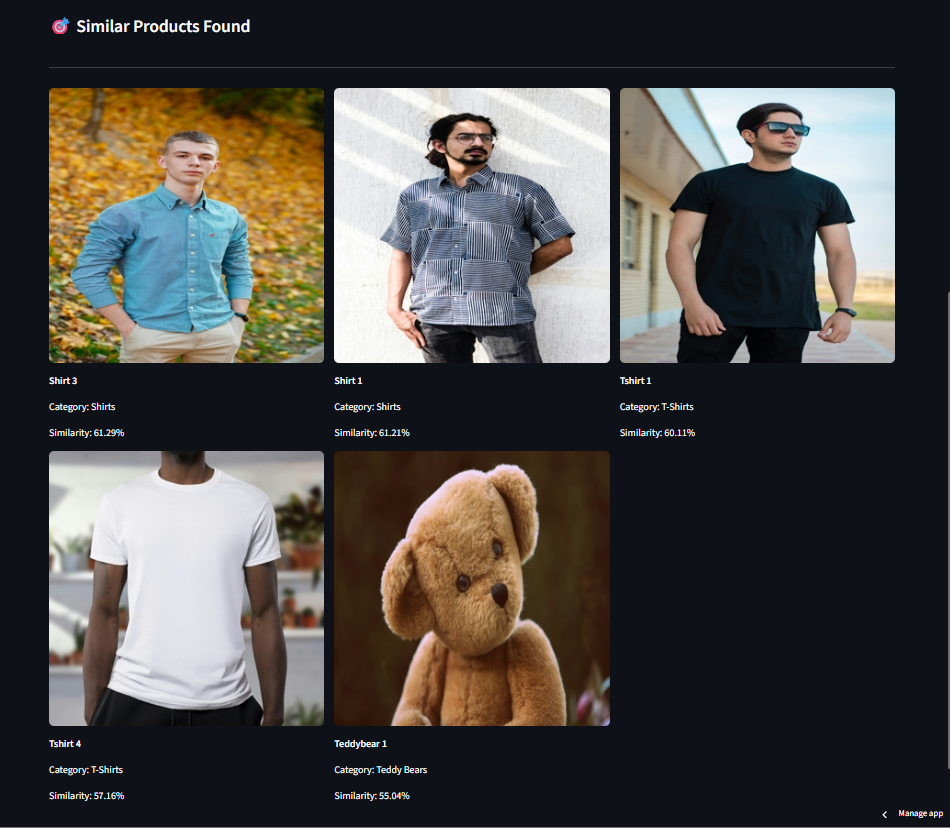 🎯 Similar Products Found
Shirt 3
Category: Shirts
Similarity: 61.29%
Shirt 1
Category: Shirts
Similarity: 61.21%
Tshirt 1
Category: T-Shirts
Similarity: 60.11%
Tshirt 4
Category: T-Shirts
Similarity: 57.16%
Teddybear 1
Category: Teddy Bears
Similarity: 55.04%
Manage app